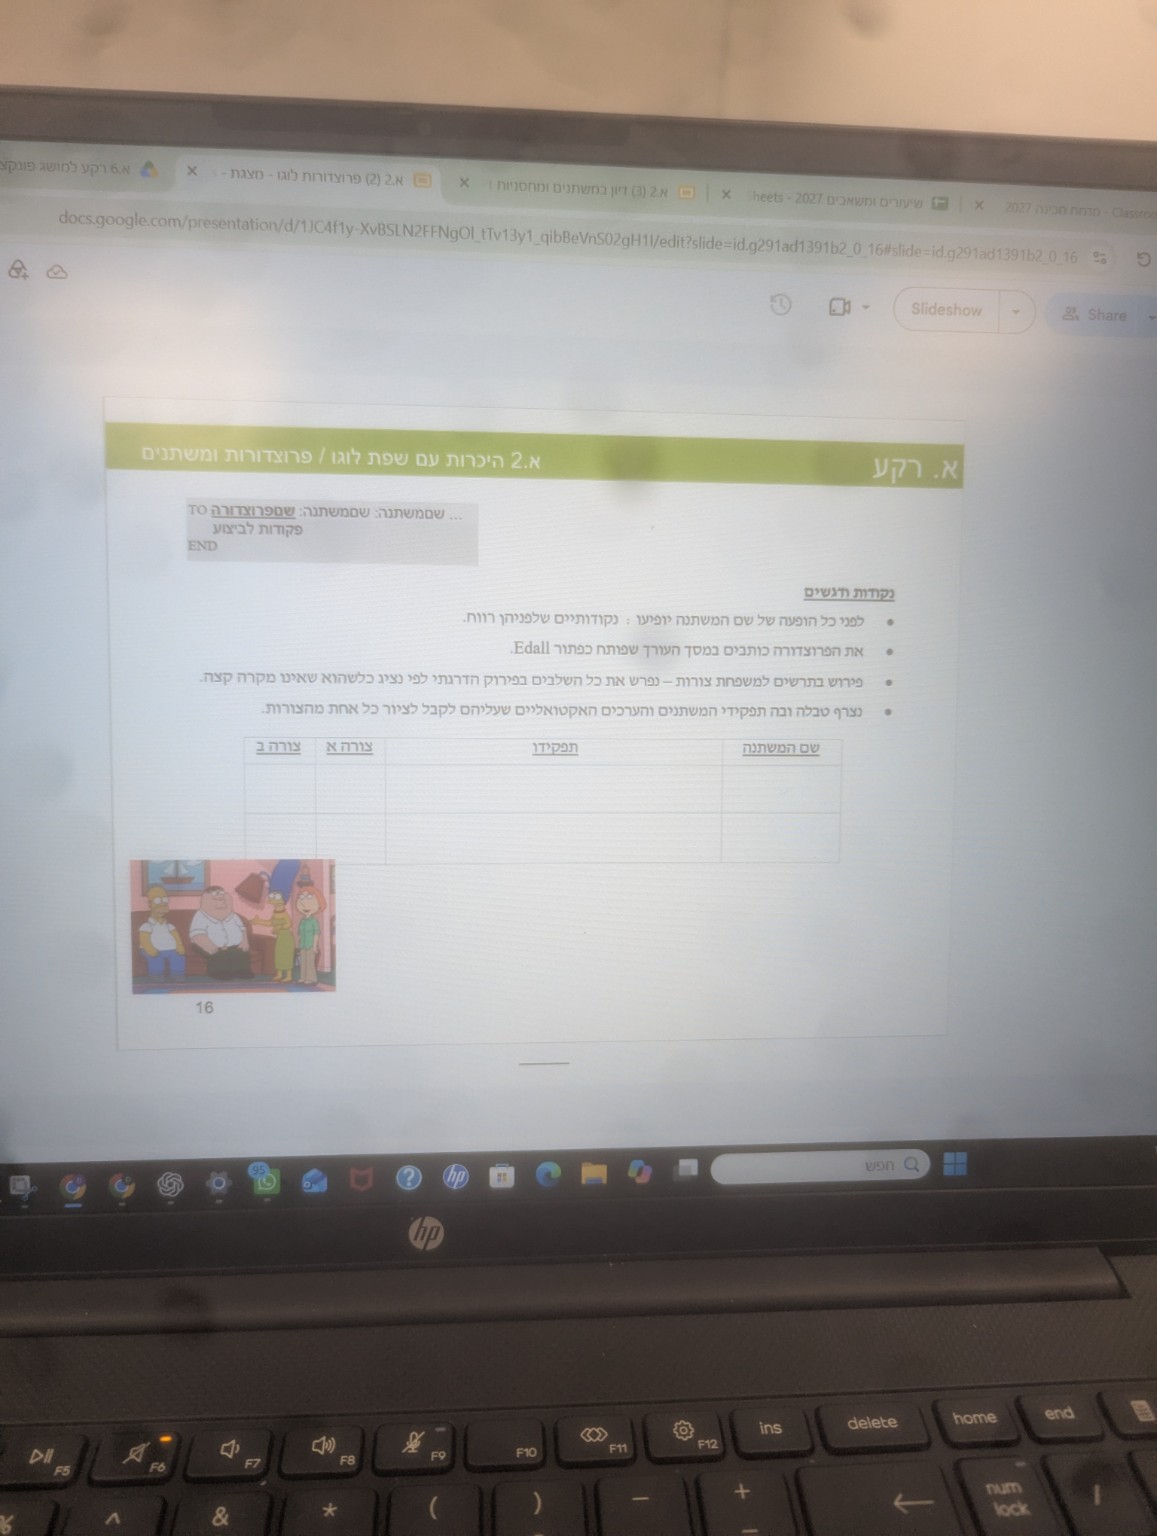 א.6 רקע למושג פונקצ
א.2 (2) פרוצדורות לוגו - מצגת -
א.2 (3) דיון במשתנים ומחסניות
שיעורים ומשאבים 2027 - heets
2027 - Classroo
docs.google.com/presentation/d/1JC4f1y-XvBSLN2FFNgOl_tTv13y1_qibBeVnS02gH1I/edit?slide=id.g291ad1391b2_0_16#slide=id.g291ad1391b2_0_16
Slideshow
Share
א. רקע
א.2 היכרות עם שפת לוגו / פרוצדורות ומשתנים
TO שםפרוצדורה :שםמשתנה :שםמשתנה ...
פקודות לביצוע
END
נקודות ודגשים
• לפני כל הופעה של שם המשתנה יופיעו : נקודותיים שלפניהן רווח.
• את הפרוצדורה כותבים במסך העורך שפותח כפתור Edall.
• פירוש בתרשים למשפחת צורות – נפרש את כל השלבים בפירוק הדרגתי לפי נציג כלשהוא שאינו מקרה קצה.
• נצרף טבלה ובה תפקידי המשתנים והערכים האקטואליים שעליהם לקבל לציור כל אחת מהצורות.
שם המשתנה תפקידו צורה א צורה ב
16
95
חפש
hp
hp
F5
F6
F7
F8
F9
F10
F11
F12
ins
delete
home
end
%
^
&
*
(
)
–
+
num
lock